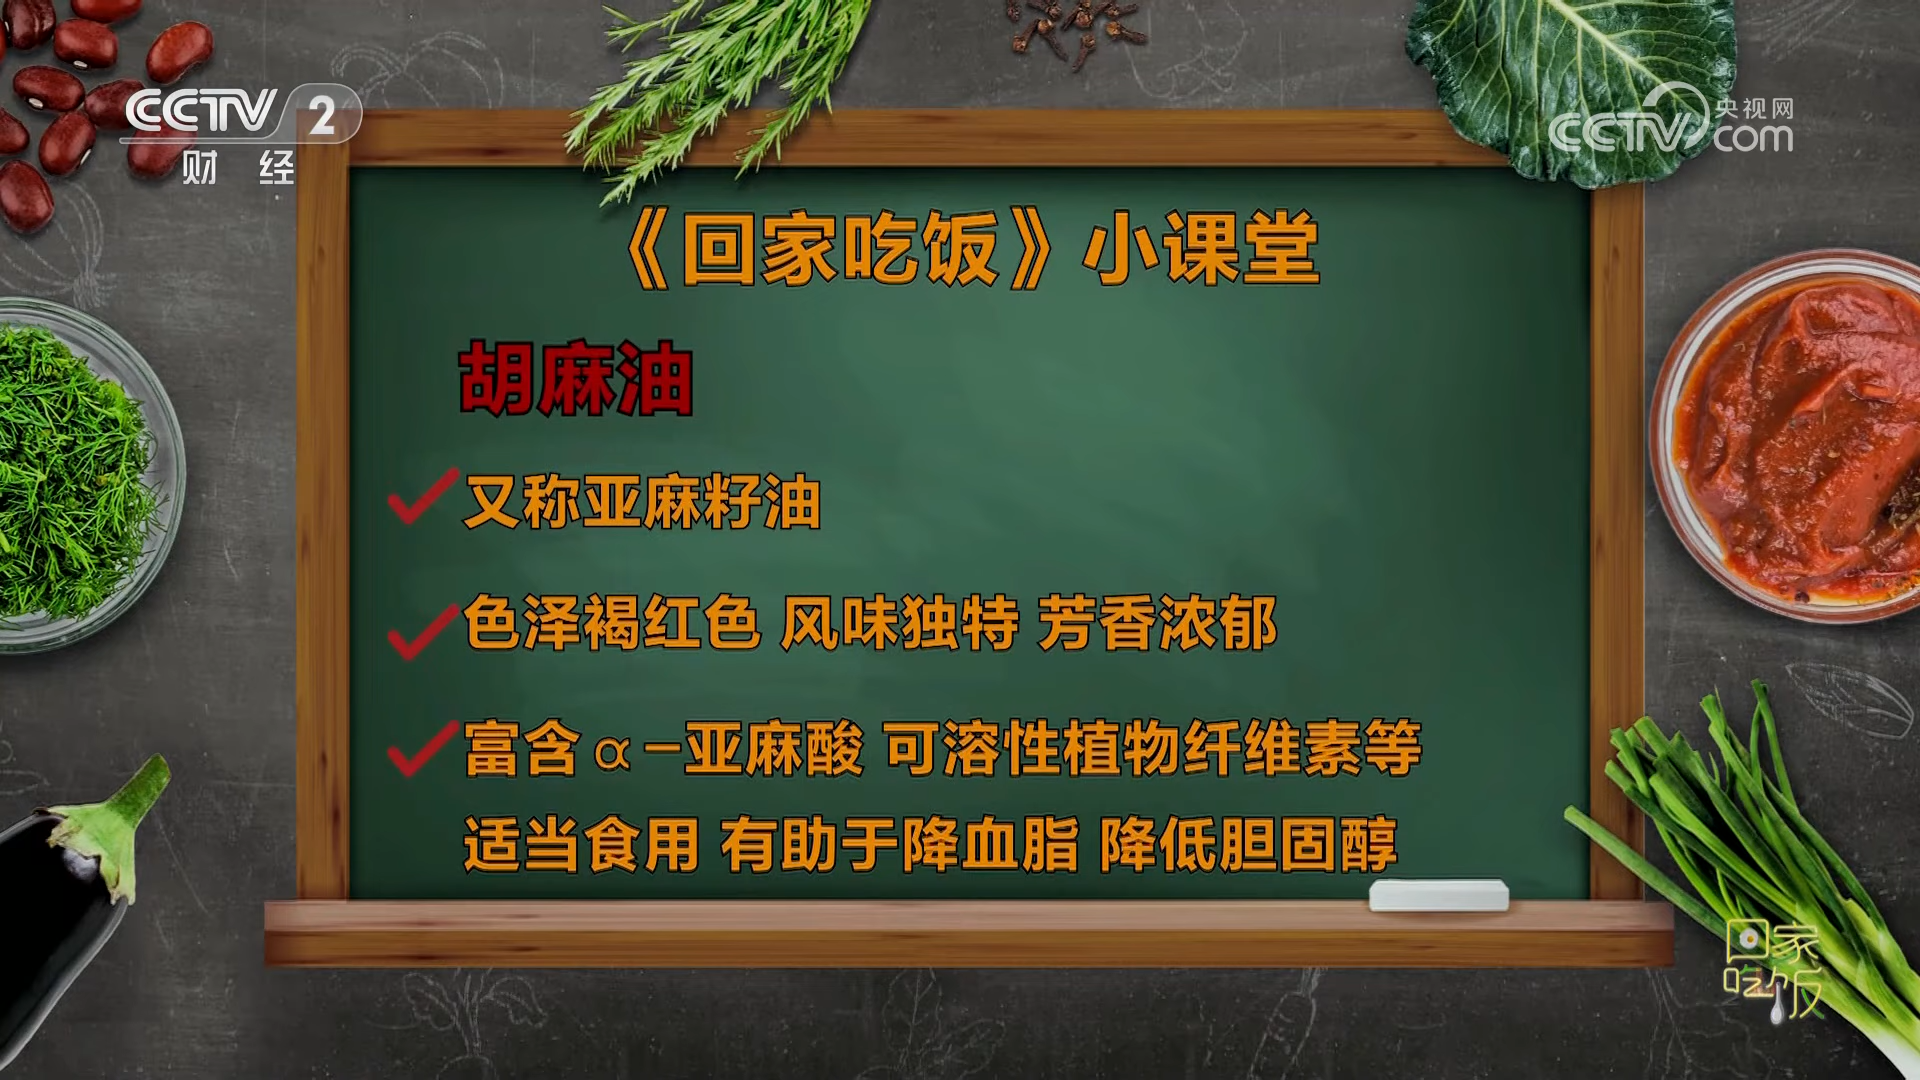 CCTV 2
财 经
央视网
CCTV.com
《回家吃饭》小课堂
胡麻油
又称亚麻籽油
色泽褐红色 风味独特 芳香浓郁
富含α-亚麻酸 可溶性植物纤维素等
适当食用 有助于降血脂 降低胆固醇
回家
吃饭